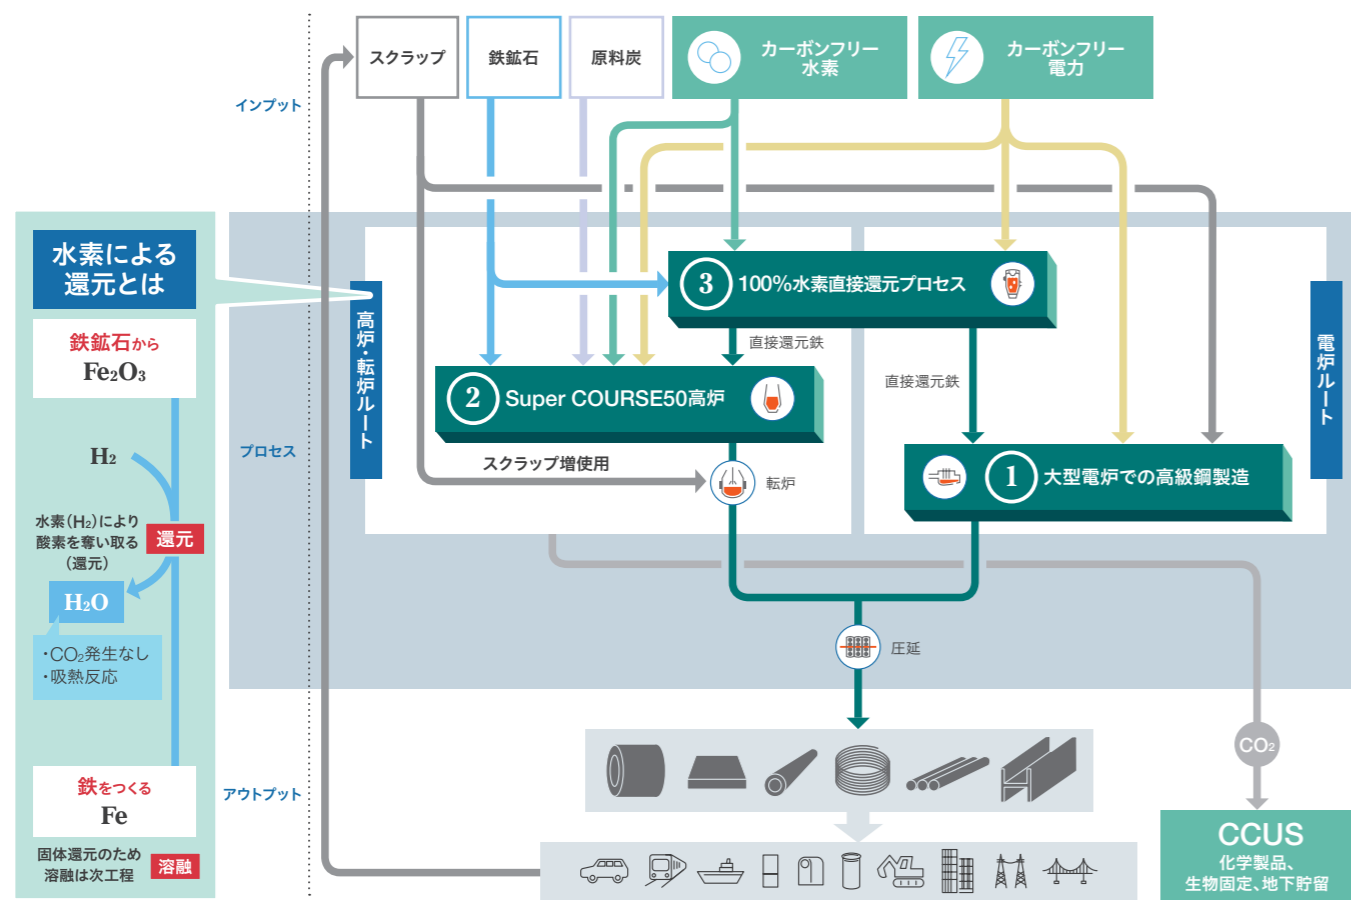 スクラップ
鉄鉱石
原料炭
カーボンフリー
水素
カーボンフリー
電力
インプット
水素による
還元とは
鉄鉱石から
Fe₂O₃
H₂
水素(H₂)により
酸素を奪い取る
(還元)
還元
H₂O
・CO₂発生なし
・吸熱反応
鉄をつくる
Fe
固体還元のため
溶融は次工程
溶融
プロセス
高炉・転炉ルート
3 100%水素直接還元プロセス
直接還元鉄
直接還元鉄
2 Super COURSE50高炉
スクラップ増使用
転炉
電炉ルート
1 大型電炉での高級鋼製造
圧延
アウトプット
CO₂
CCUS
化学製品、
生物固定、地下貯留